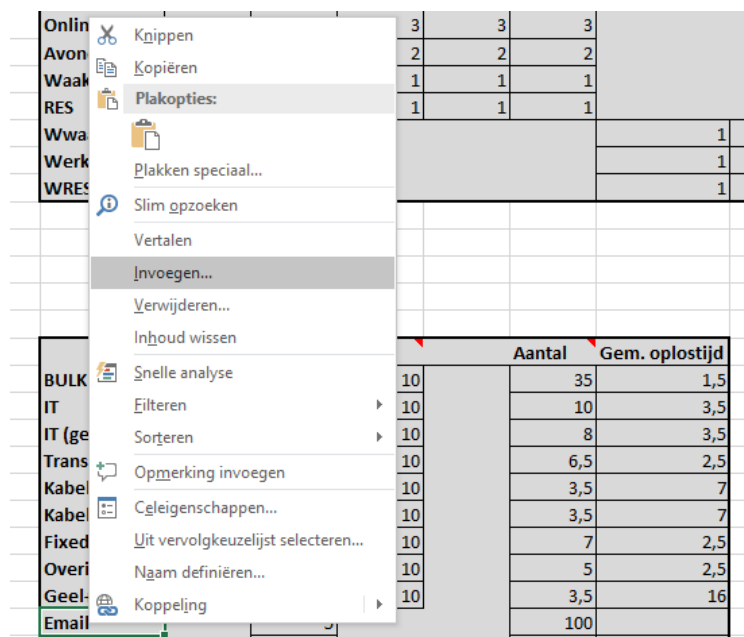 Onlin 3 3 3
Knippen
Avon 2 2 2
Kopiëren
Waak 1 1 1
Plakopties:
RES 1 1 1
Wwa 1
Werk 1
Plakken speciaal...
WRES 1
Slim opzoeken
Vertalen
Invoegen...
Verwijderen...
Inhoud wissen
Aantal Gem. oplostijd
Snelle analyse
BULK 10 35 1,5
Filteren
IT 10 10 3,5
IT (ge 10 8 3,5
Sorteren
Trans 10 6,5 2,5
Opmerking invoegen
Kabel 10 3,5 7
Celeigenschappen...
Kabel 10 3,5 7
Uit vervolgkeuzelijst selecteren...
Fixed 10 7 2,5
Overi 10 5 2,5
Naam definiëren...
Geel- 10 3,5 16
Koppeling
Email 100